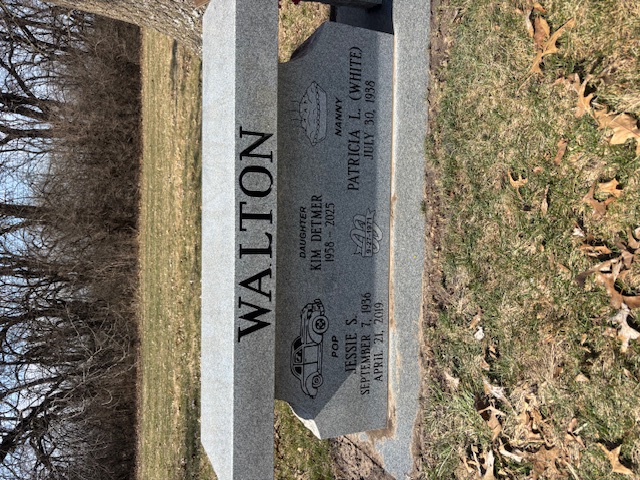 WALTON
POP
JESSIE S.
SEPTEMBER 7, 1936
APRIL 21, 2019
DAUGHTER
KIM DETMER
1958 - 2025
NANNY
PATRICIA L. (WHITE)
JULY 30, 1938